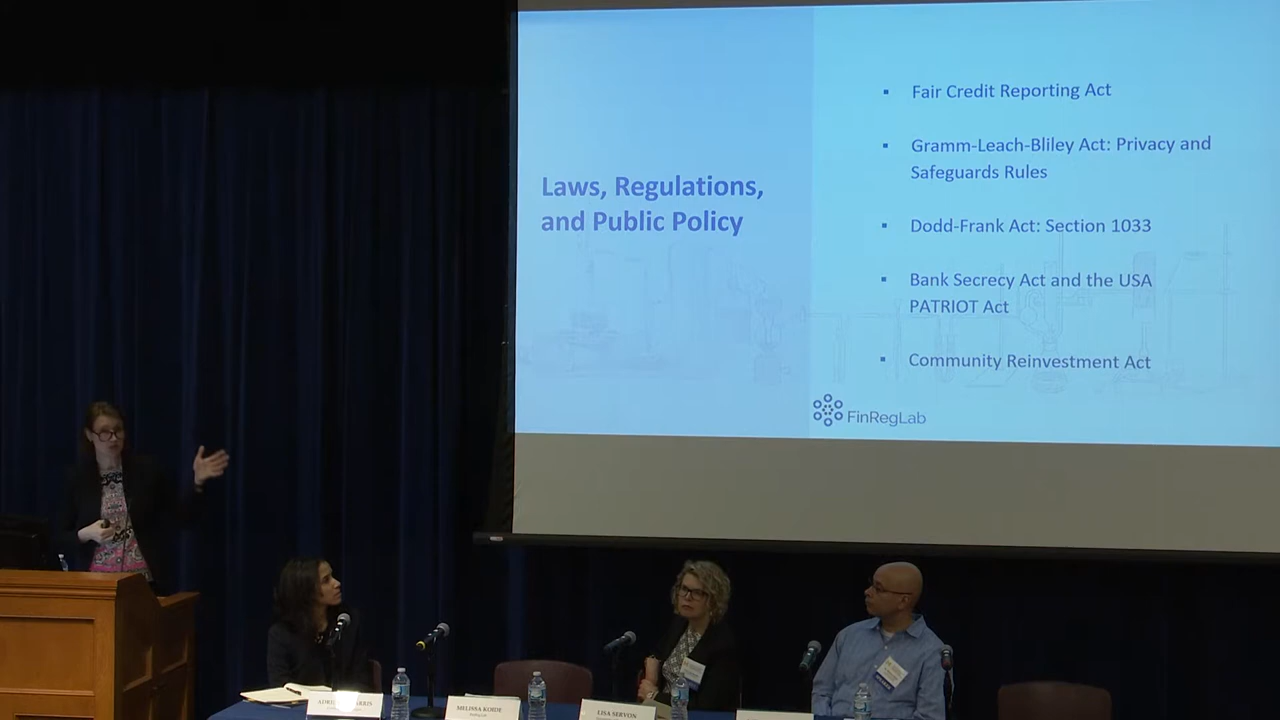 Laws, Regulations,
and Public Policy
▪ Fair Credit Reporting Act
▪ Gramm-Leach-Bliley Act: Privacy and
Safeguards Rules
▪ Dodd-Frank Act: Section 1033
▪ Bank Secrecy Act and the USA
PATRIOT Act
▪ Community Reinvestment Act
FinRegLab
MELISSA KOIDE
LISA SERVON